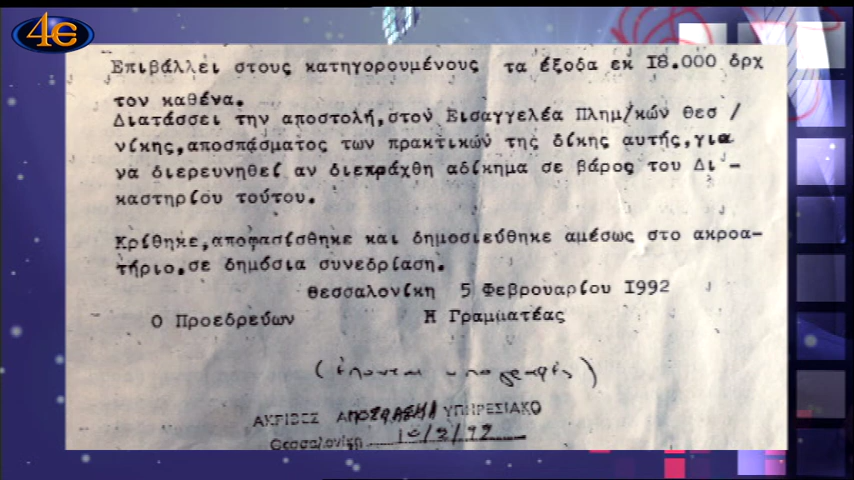 4Ε
Επιβάλλει στους κατηγορουμένους τα έξοδα εκ 18.000 δρχ
τον καθένα.
Διατάσσει την αποστολή,στον Εισαγγελέα Πλημ/κών Θεσ /
νίκης,αποσπάσματος των πρακτικών της δίκης αυτής,για
να διερευνηθεί αν διεπράχθη αδίκημα σε βάρος του Δι -
καστηρίου τούτου.
Κρίθηκε,αποφασίσθηκε και δημοσιεύθηκε αμέσως στο ακροα-
τήριο,σε δημόσια συνεδρίαση.
Θεσσαλονίκη 5 Φεβρουαρίου 1992
Ο Προεδρεύων Η Γραμματέας
(έπονται υπογραφές)
ΑΚΡΙΒΕΣ ΑΠΟΣΠΑΣΜΑ ΥΠΗΡΕΣΙΑΚΟ
Θεσσαλονίκη 10/2/92